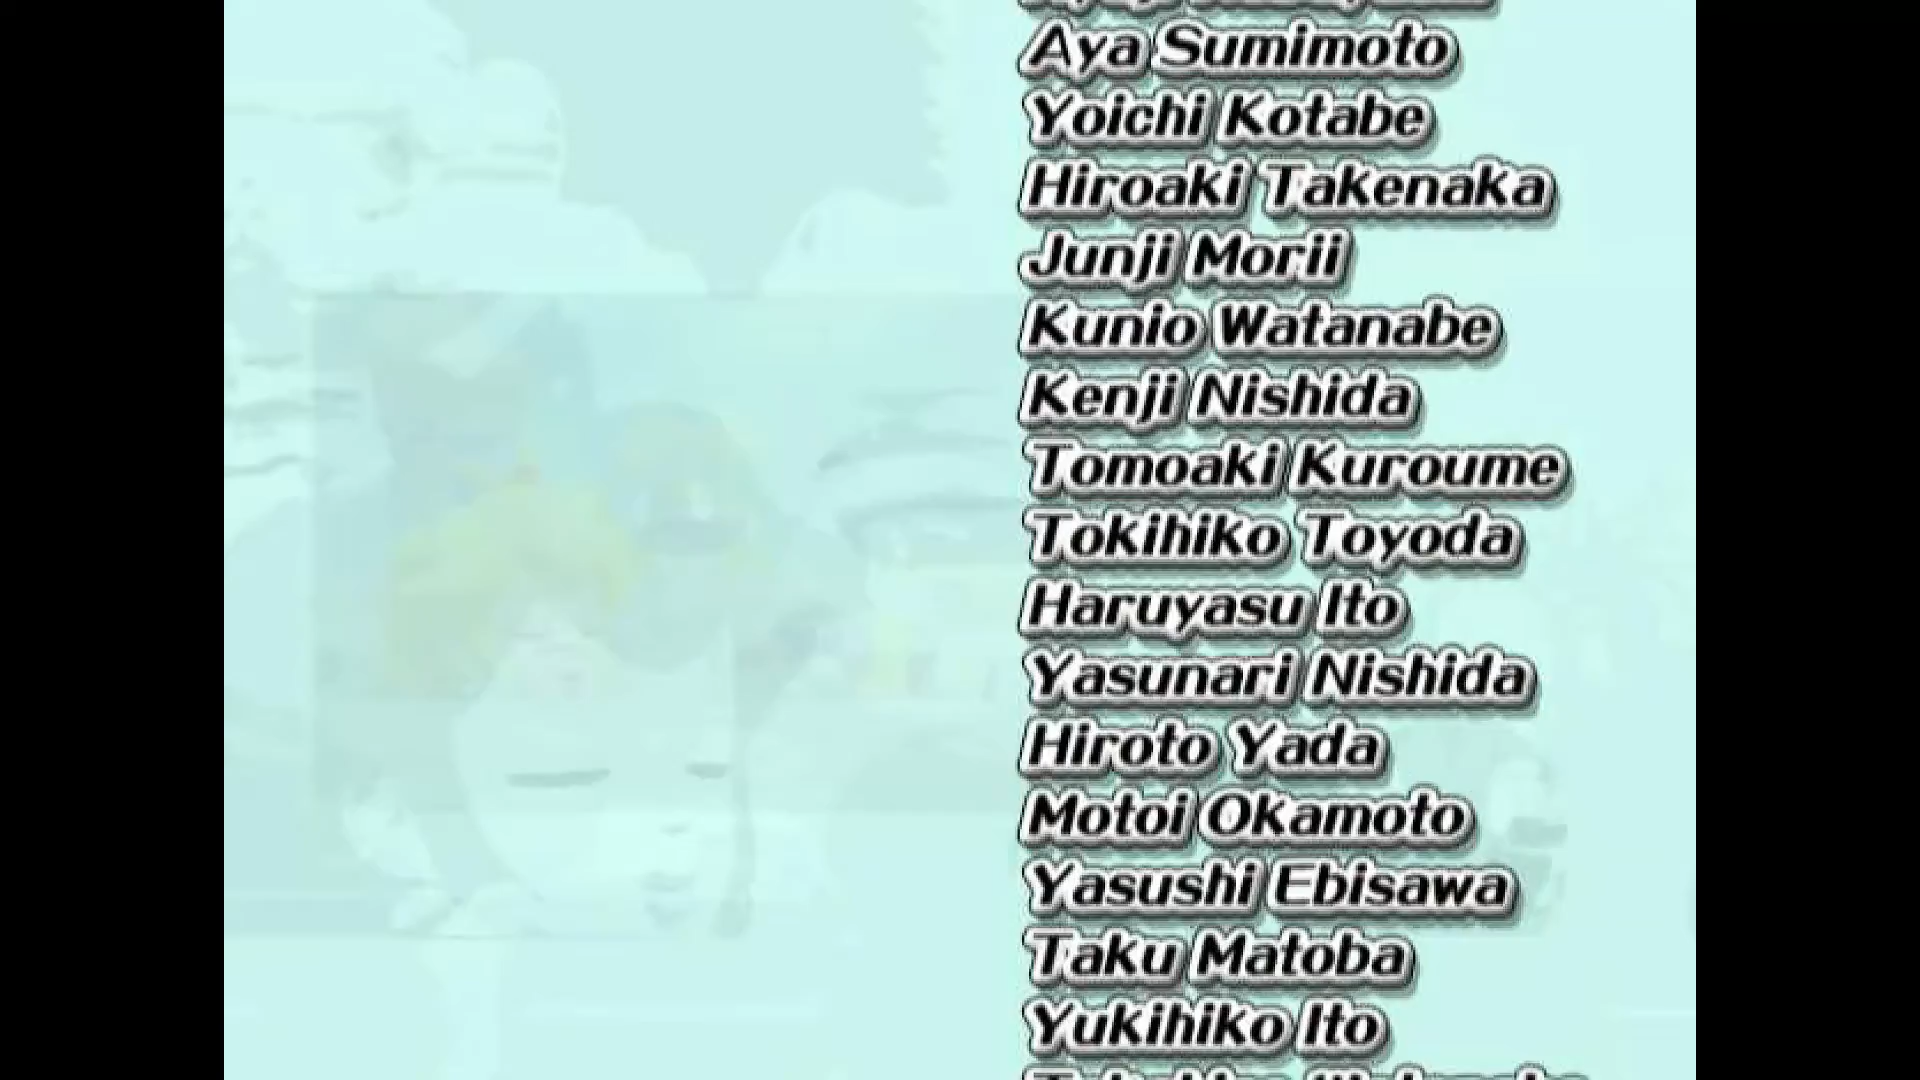 Aya Sumimoto
Yoichi Kotabe
Hiroaki Takenaka
Junji Morii
Kunio Watanabe
Kenji Nishida
Tomoaki Kuroume
Tokihiko Toyoda
Haruyasu Ito
Yasunari Nishida
Hiroto Yada
Motoi Okamoto
Yasushi Ebisawa
Taku Matoba
Yukihiko Ito